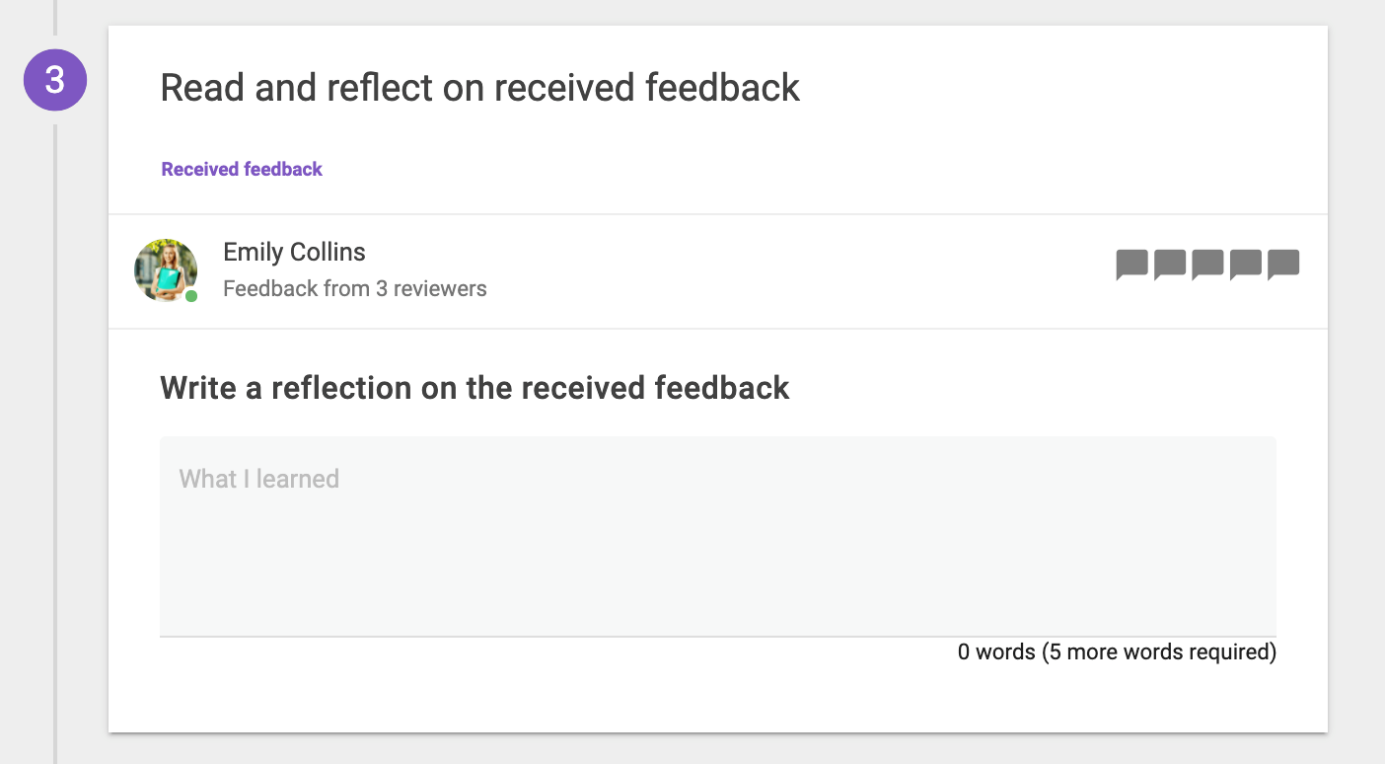 3
Read and reflect on received feedback
Received feedback
Emily Collins
Feedback from 3 reviewers
Write a reflection on the received feedback
What I learned
0 words (5 more words required)